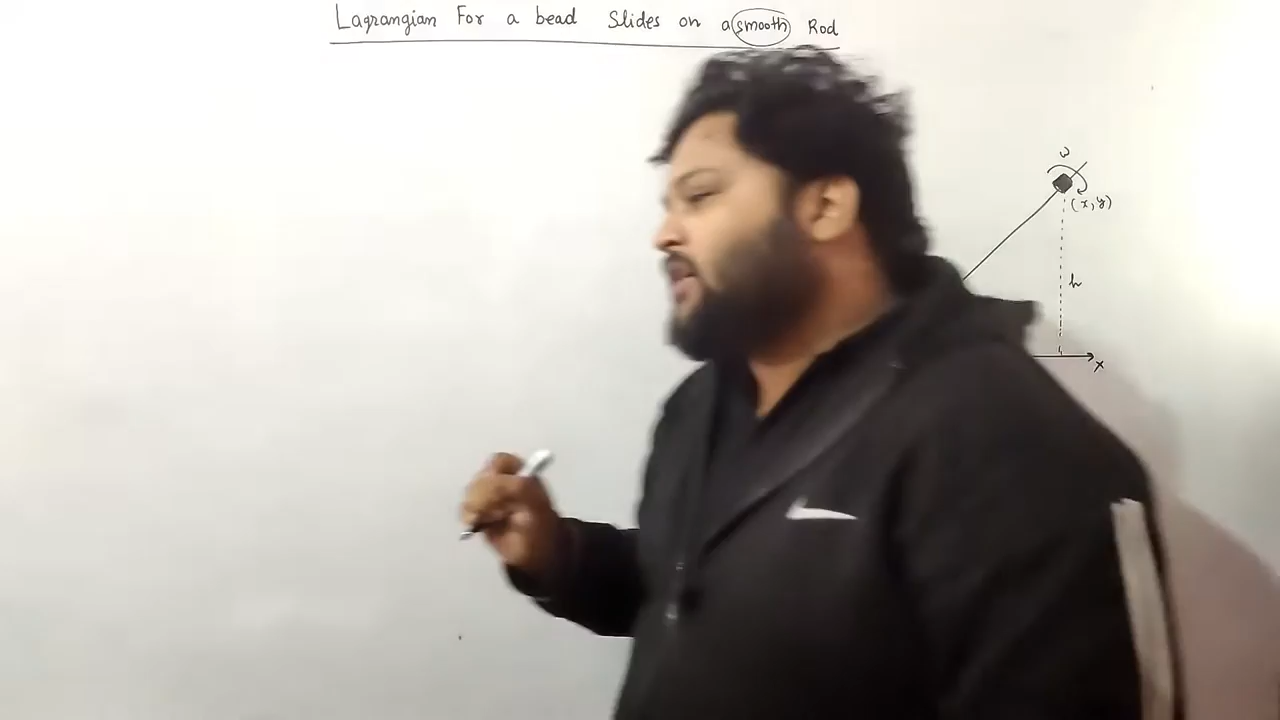 Lagrangian For a bead Slides on a smooth Rod
ω
(x,y)
h
x